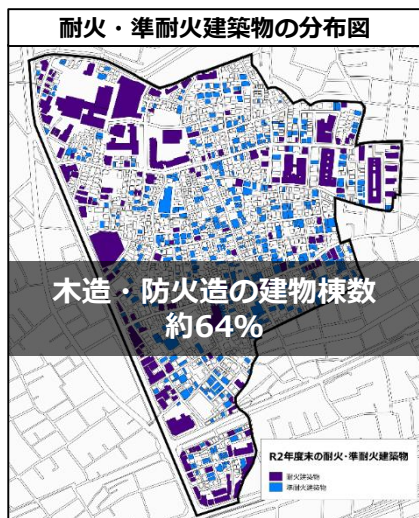 耐火・準耐火建築物の分布図
木造・防火造の建物棟数
約64%
R2年度末の耐火・準耐火建築物
耐火建築物
準耐火建築物